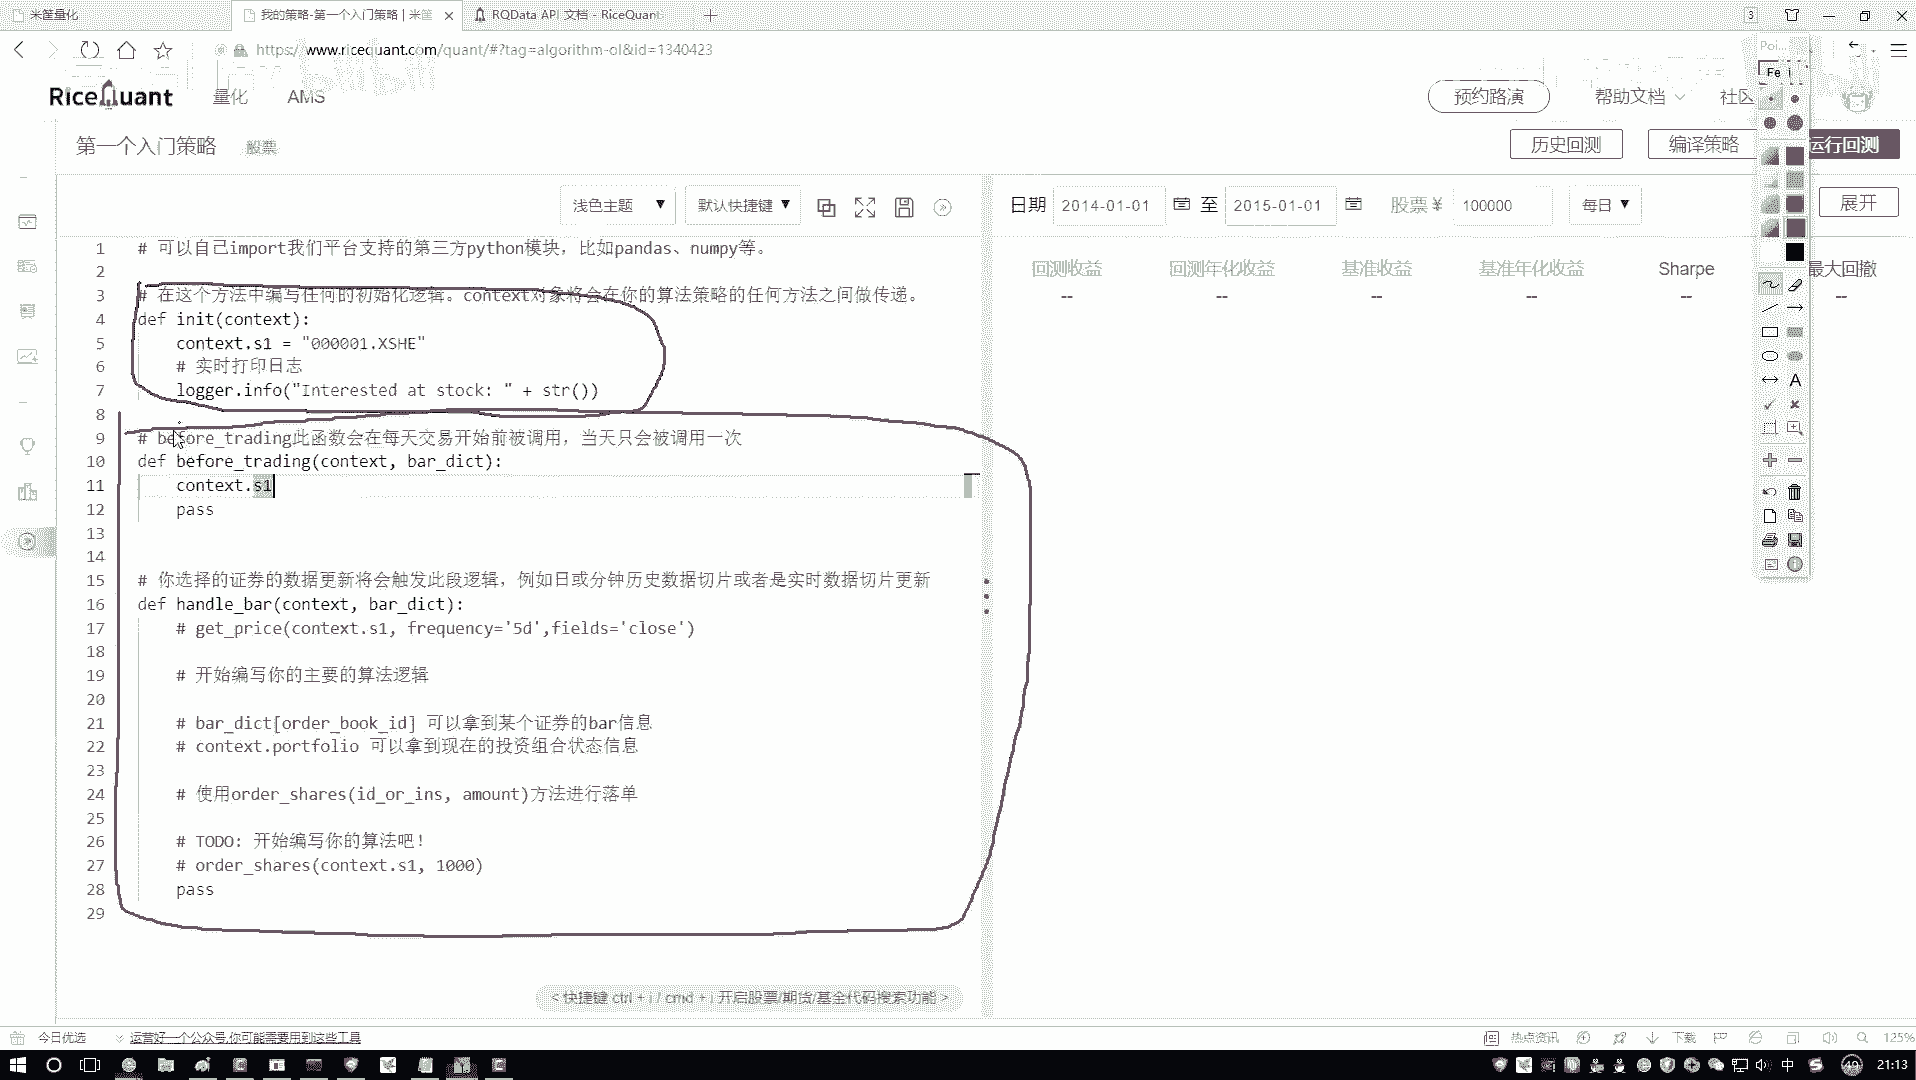 米筐量化
我的策略-第一个入门策略 | 米筐
RQData API 文档 - RiceQuant
https://www.ricequant.com/quant/#?tag=algorithm-ol&id=1340423
RiceQuant
量化
AMS
预约路演
帮助文档
社区
第一个入门策略
股票
历史回测
编译策略
运行回测
浅色主题
默认快捷键
日期 2014-01-01 至 2015-01-01 股票 ¥ 100000 每日
展开
回测收益 回测年化收益 基准收益 基准年化收益 Sharpe 最大回撤
-- -- -- -- -- --
1 # 可以自己import我们平台支持的第三方python模块，比如pandas、numpy等。
2
3 # 在这个方法中编写任何的初始化逻辑。context对象将会在你的算法策略的任何方法之间做传递。
4 def init(context):
5 context.s1 = "000001.XSHE"
6 # 实时打印日志
7 logger.info("Interested at stock: " + str())
8
9 # before_trading此函数会在每天交易开始前被调用，当天只会被调用一次
10 def before_trading(context, bar_dict):
11 context.s1
12 pass
13
14
15 # 你选择的证券的数据更新将会触发此段逻辑，例如日或分钟历史数据切片或者是实时数据切片更新
16 def handle_bar(context, bar_dict):
17 # get_price(context.s1, frequency='5d',fields='close')
18
19 # 开始编写你的主要的算法逻辑
20
21 # bar_dict[order_book_id] 可以拿到某个证券的bar信息
22 # context.portfolio 可以拿到现在的投资组合状态信息
23
24 # 使用order_shares(id_or_ins, amount)方法进行落单
25
26 # TODO: 开始编写你的算法吧！
27 # order_shares(context.s1, 1000)
28 pass
29
< 快捷键 ctrl + i / cmd + i 开启股票/期货/基金代码搜索功能 >
今日优选
运营好一个公众号,你可能需要用到这些工具
热点资讯
下载
125%
中
49
21:13
3
Poi...
Fe
A